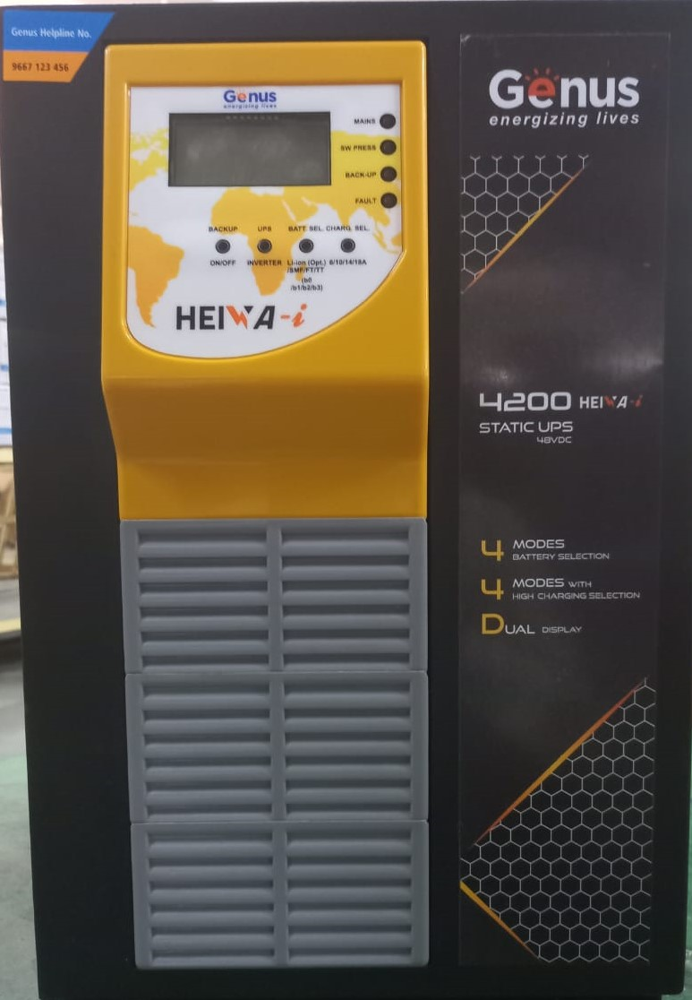 Genus Helpline No.
9667 123 456
Genus
energizing lives
MAINS
SW PRESS
BACK-UP
FAULT
BACKUP
UPS
BATT. SEL.
CHARG. SEL.
ON/OFF
INVERTER
Li-ion (Opt.)
/SMF/FT/TT
(b0
/b1/b2/b3)
6/10/14/18A
HEIWA-i
Genus
energizing lives
4200 HEIWA-i
STATIC UPS
48VDC
4 MODES
BATTERY SELECTION
4 MODES WITH
HIGH CHARGING SELECTION
DUAL DISPLAY